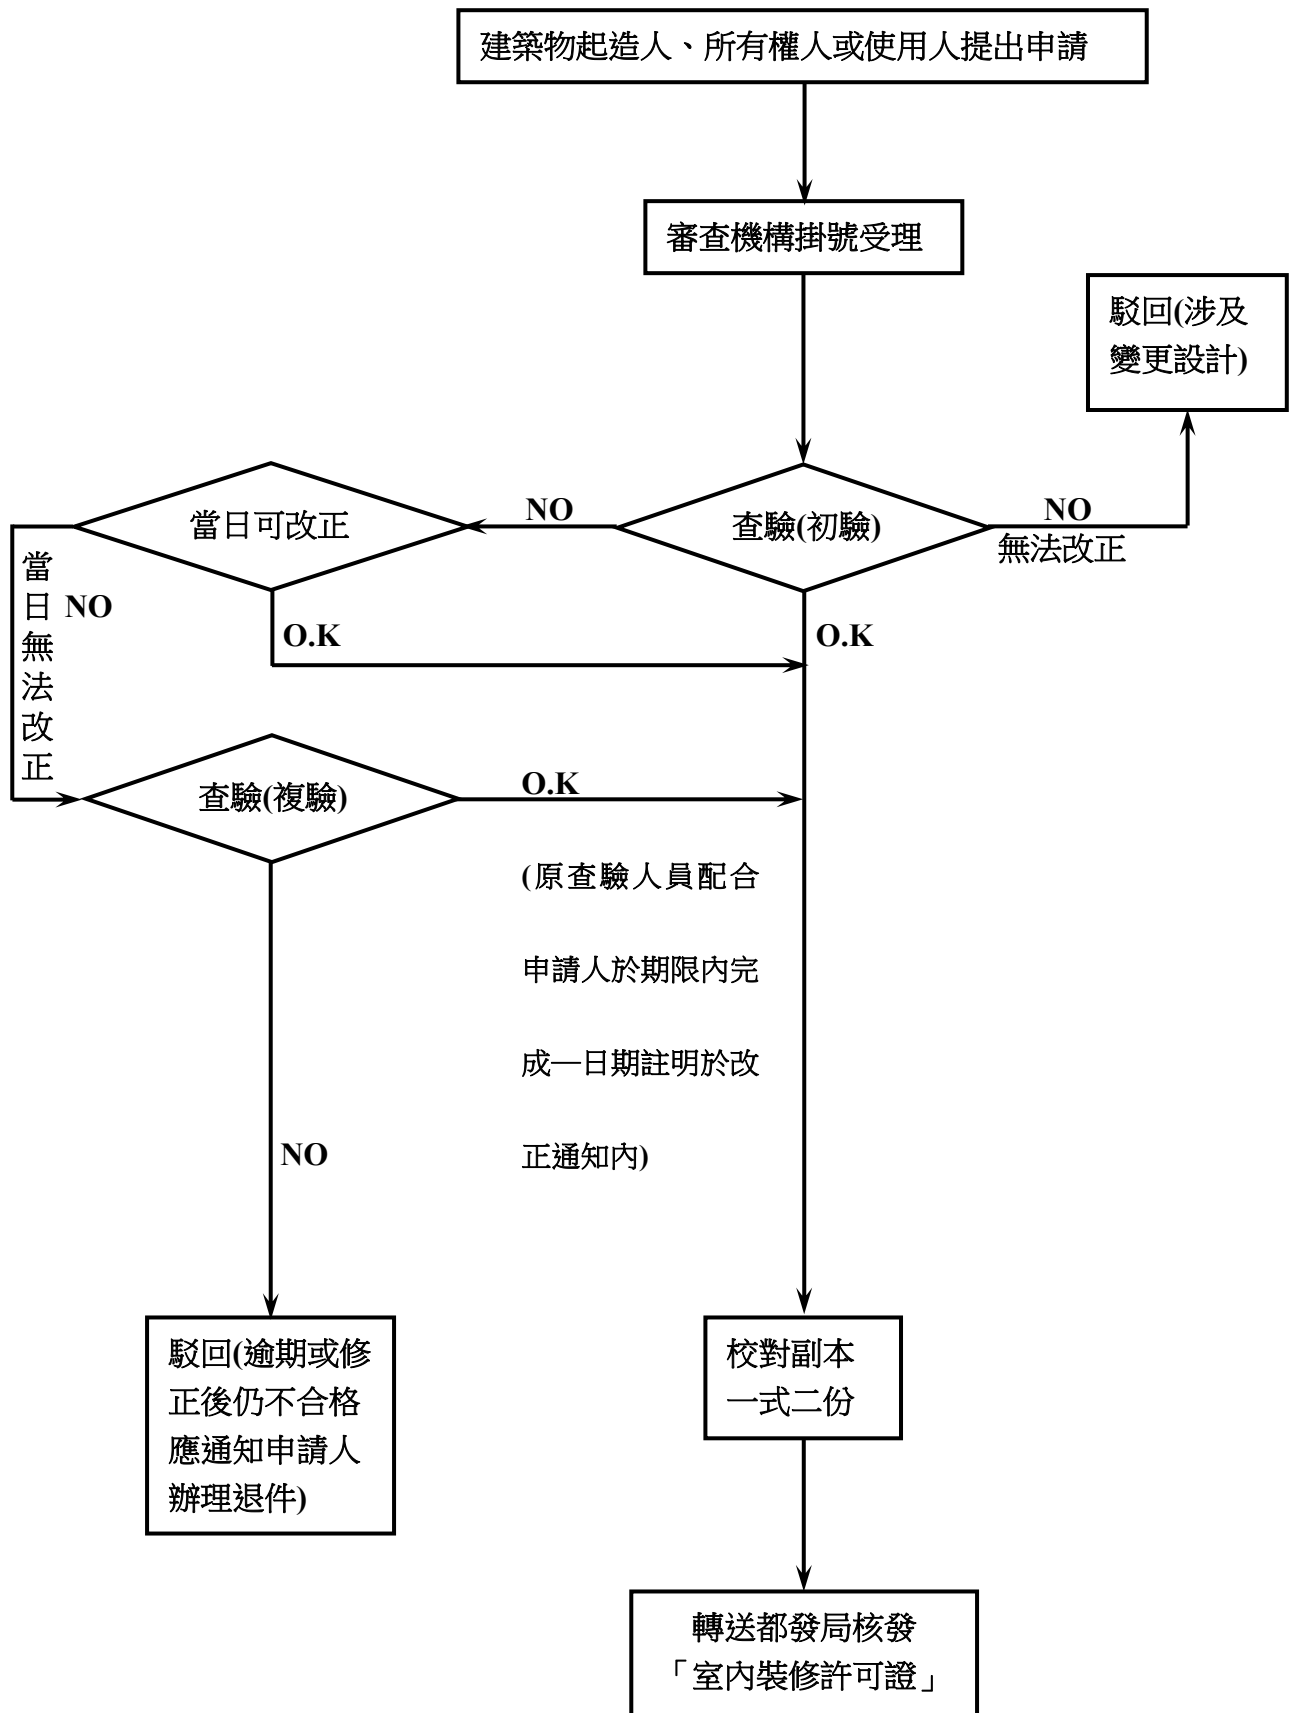 建築物起造人、所有權人或使用人提出申請
審查機構掛號受理
駁回(涉及
變更設計)
當日可改正
NO
查驗(初驗)
NO
無法改正
當日無法改正
NO
O.K
O.K
查驗(複驗)
O.K
(原查驗人員配合
申請人於期限內完
成—日期註明於改
正通知內)
NO
駁回(逾期或修
正後仍不合格
應通知申請人
辦理退件)
校對副本
一式二份
轉送都發局核發
「室內裝修許可證」